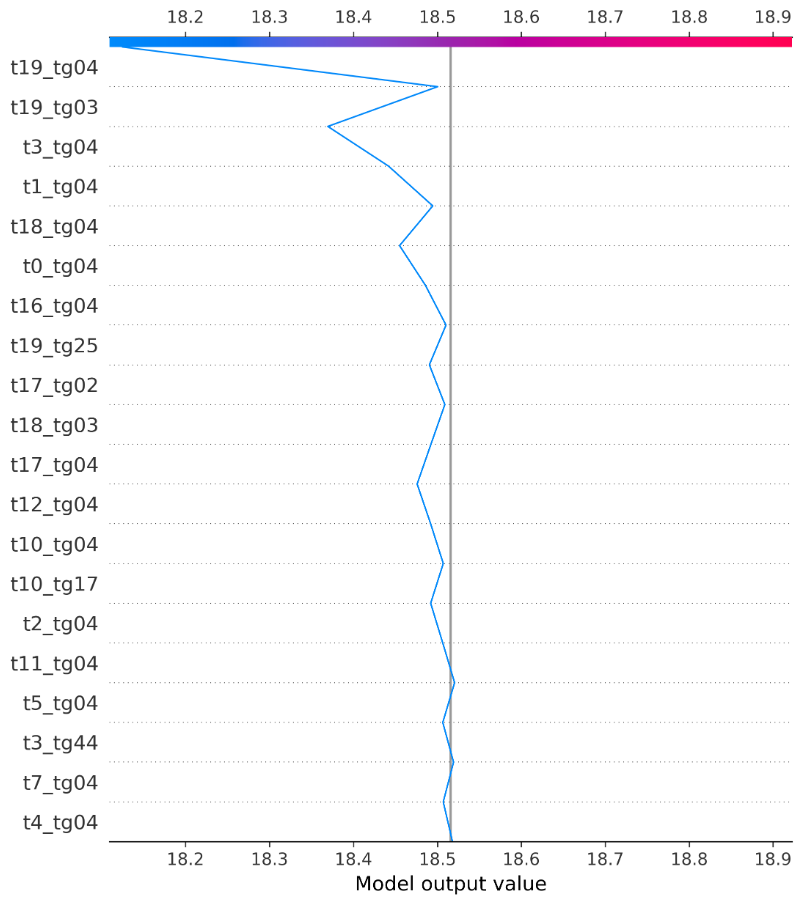 18.2 18.3 18.4 18.5 18.6 18.7 18.8 18.9
t19_tg04
t19_tg03
t3_tg04
t1_tg04
t18_tg04
t0_tg04
t16_tg04
t19_tg25
t17_tg02
t18_tg03
t17_tg04
t12_tg04
t10_tg04
t10_tg17
t2_tg04
t11_tg04
t5_tg04
t3_tg44
t7_tg04
t4_tg04
18.2 18.3 18.4 18.5 18.6 18.7 18.8 18.9
Model output value